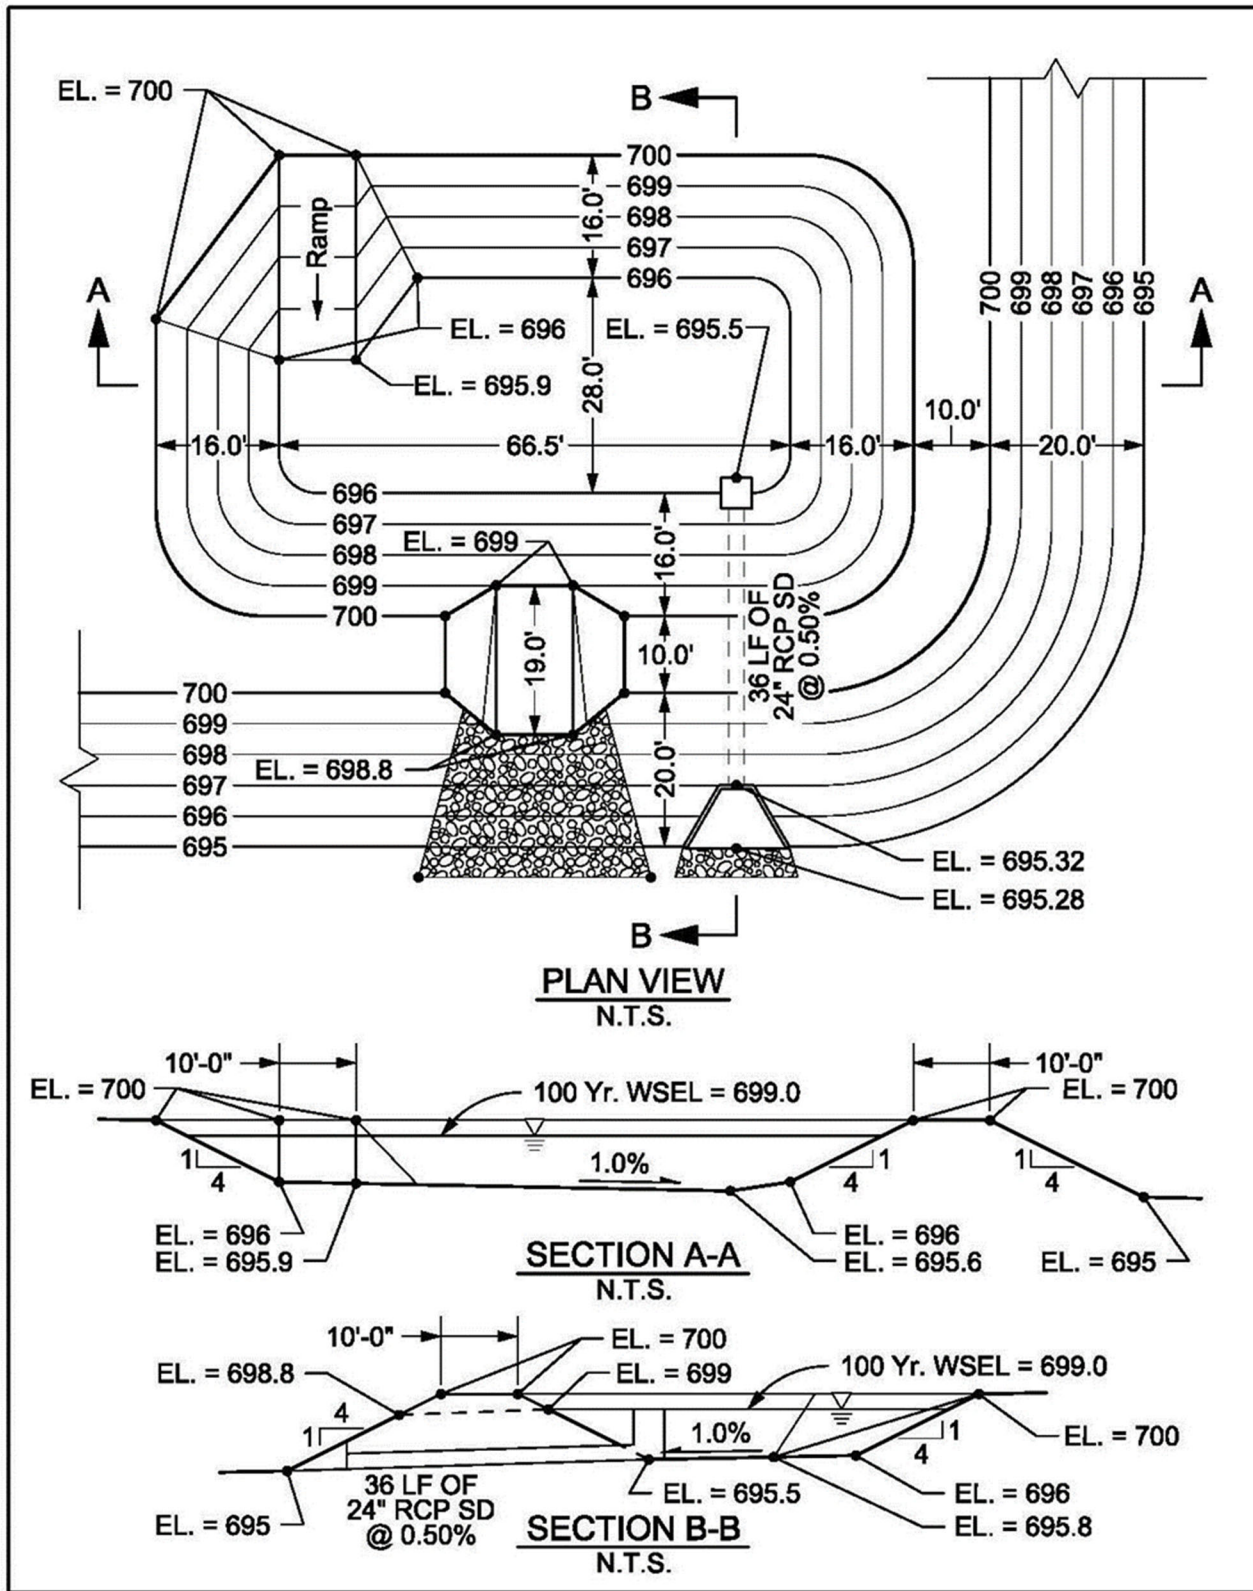 EL. = 700
B
700
699
698
697
696
16.0'
Ramp
A
EL. = 696
EL. = 695.5
700
699
698
697
696
695
A
EL. = 695.9
28.0'
10.0'
16.0'
66.5'
16.0'
20.0'
696
697
698
699
700
EL. = 699
16.0'
36 LF OF
24" RCP SD
@ 0.50%
19.0'
10.0'
700
699
698
697
696
695
EL. = 698.8
20.0'
EL. = 695.32
EL. = 695.28
B
PLAN VIEW
N.T.S.
10'-0"
10'-0"
EL. = 700
100 Yr. WSEL = 699.0
EL. = 700
1
4
1.0%
1
4
1
4
EL. = 696
EL. = 695.9
EL. = 696
EL. = 695.6
EL. = 695
SECTION A-A
N.T.S.
10'-0"
EL. = 700
EL. = 698.8
EL. = 699
100 Yr. WSEL = 699.0
4
1
1.0%
1
4
EL. = 700
36 LF OF
24" RCP SD
@ 0.50%
EL. = 695.5
EL. = 696
EL. = 695
EL. = 695.8
SECTION B-B
N.T.S.